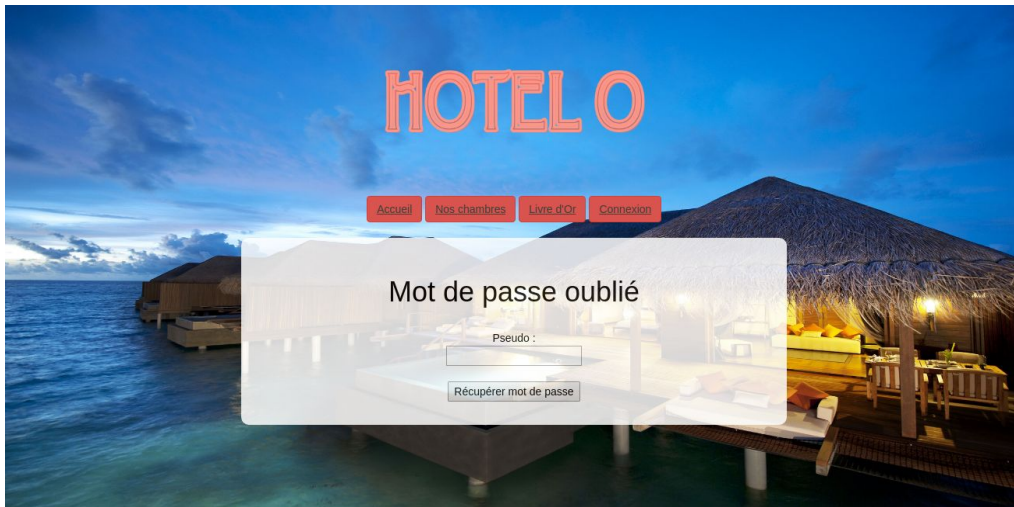 HOTEL O
Accueil Nos chambres Livre d'Or Connexion
Mot de passe oublié
Pseudo :
Récupérer mot de passe